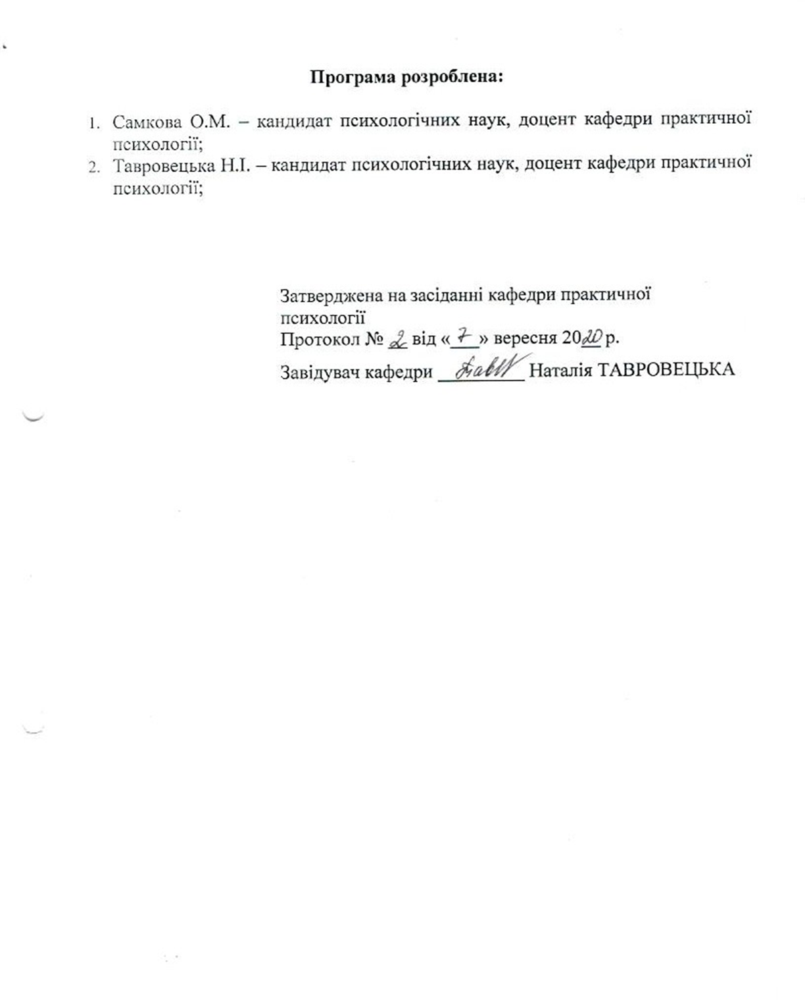 Програма розроблена:
1. Самкова О.М. – кандидат психологічних наук, доцент кафедри практичної
психології;
2. Тавровецька Н.І. – кандидат психологічних наук, доцент кафедри практичної
психології;
Затверджена на засіданні кафедри практичної
психології
Протокол № 2 від «7» вересня 2020 р.
Завідувач кафедри Наталія ТАВРОВЕЦЬКА